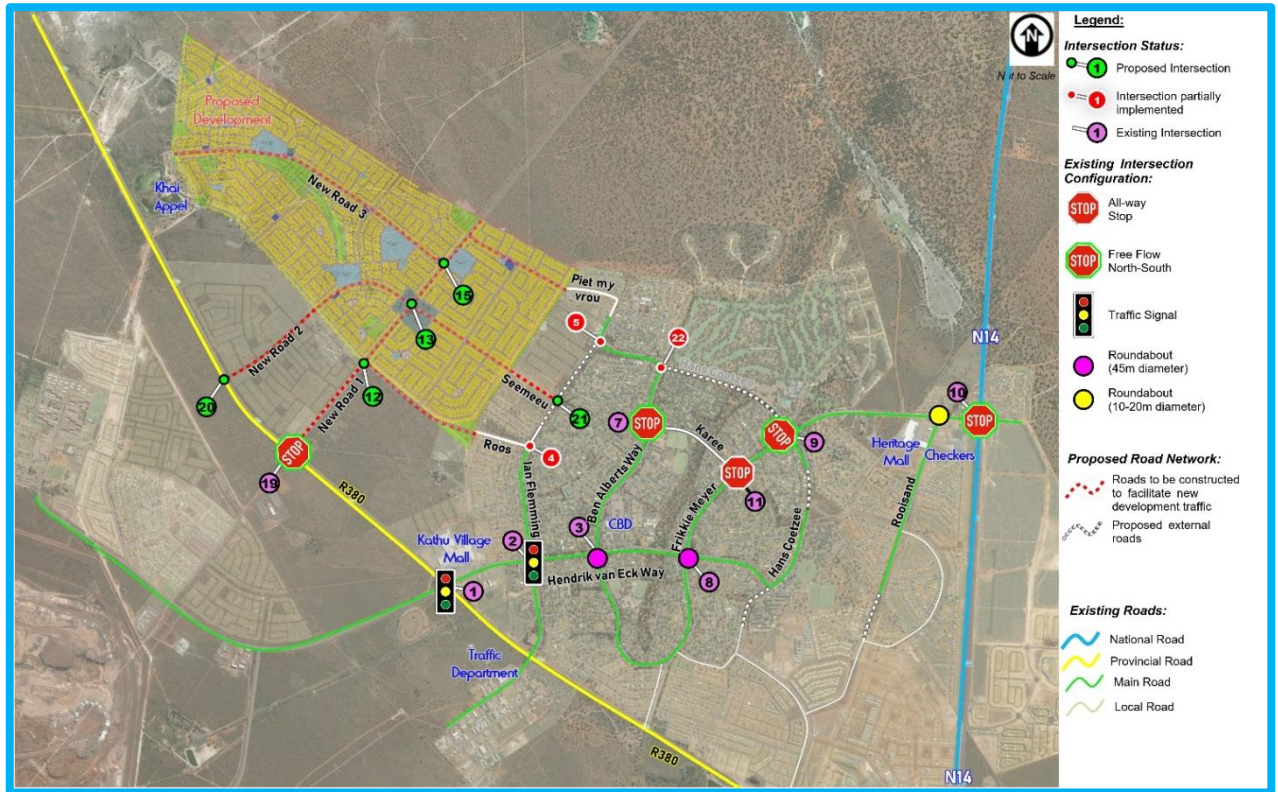 Proposed
Development
Khai
Appel
New Road 3
New Road 2
New Road 1
15
13
12
20
19
STOP
Piet my
vrou
5
22
Seemeeu
21
Roos
4
Ian Flemming
7
STOP
Karee
STOP
9
STOP
11
10
STOP
N14
Heritage
Mall
Checkers
Rooisand
Ben Alberts Way
CBD
3
2
Frikkie Meyer
Hans Coetzee
8
Hendrik van Eck Way
R380
Kathu Village
Mall
1
Traffic
Department
R380
N14
N
Not to Scale
Legend:
Intersection Status:
1 Proposed Intersection
1 Intersection partially
implemented
1 Existing Intersection
Existing Intersection
Configuration:
STOP All-way
Stop
STOP Free Flow
North-South
Traffic Signal
Roundabout
(45m diameter)
Roundabout
(10-20m diameter)
Proposed Road Network:
Roads to be constructed
to facilitate new
development traffic
Proposed external
roads
Existing Roads:
National Road
Provincial Road
Main Road
Local Road